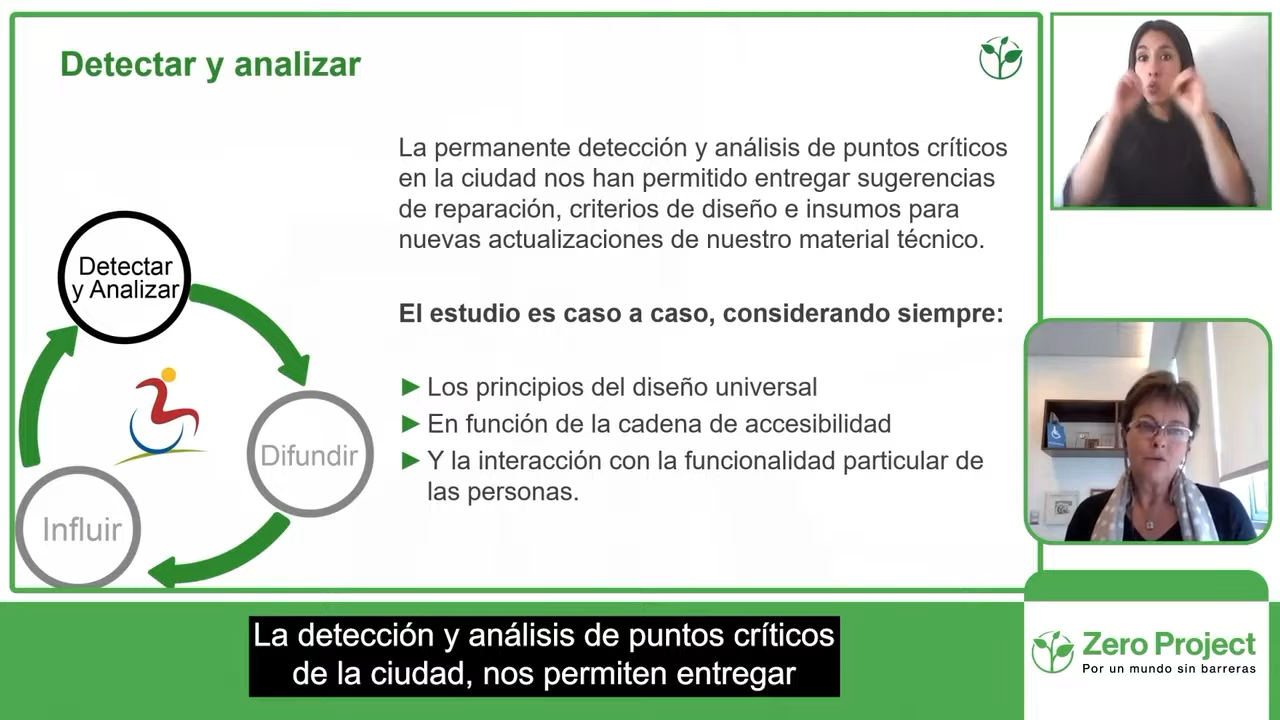 Detectar y analizar
La permanente detección y análisis de puntos críticos
en la ciudad nos han permitido entregar sugerencias
de reparación, criterios de diseño e insumos para
nuevas actualizaciones de nuestro material técnico.
El estudio es caso a caso, considerando siempre:
Los principios del diseño universal
En función de la cadena de accesibilidad
Y la interacción con la funcionalidad particular de
las personas.
Detectar
y Analizar
Difundir
Influir
La detección y análisis de puntos críticos
de la ciudad, nos permiten entregar
Zero Project
Por un mundo sin barreras